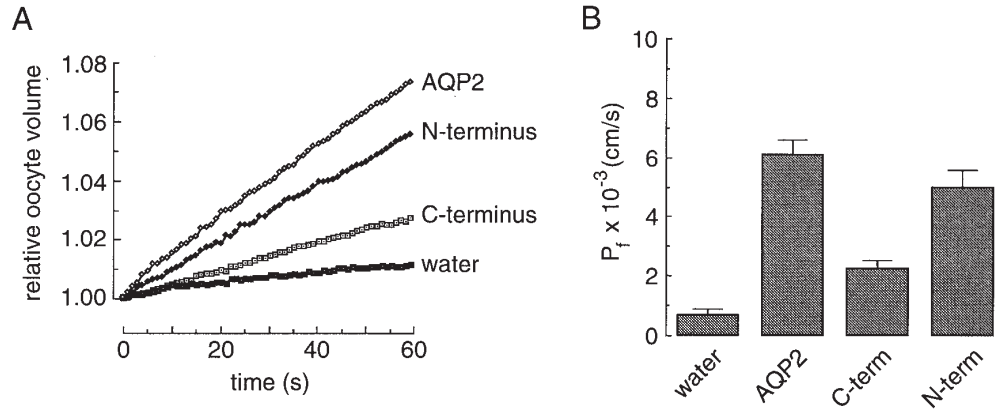 A
relative oocyte volume
1.08
1.06
1.04
1.02
1.00
AQP2
N-terminus
C-terminus
water
0
20
40
60
time (s)
B
P_f x 10^-3 (cm/s)
10
8
6
4
2
0
water
AQP2
C-term
N-term